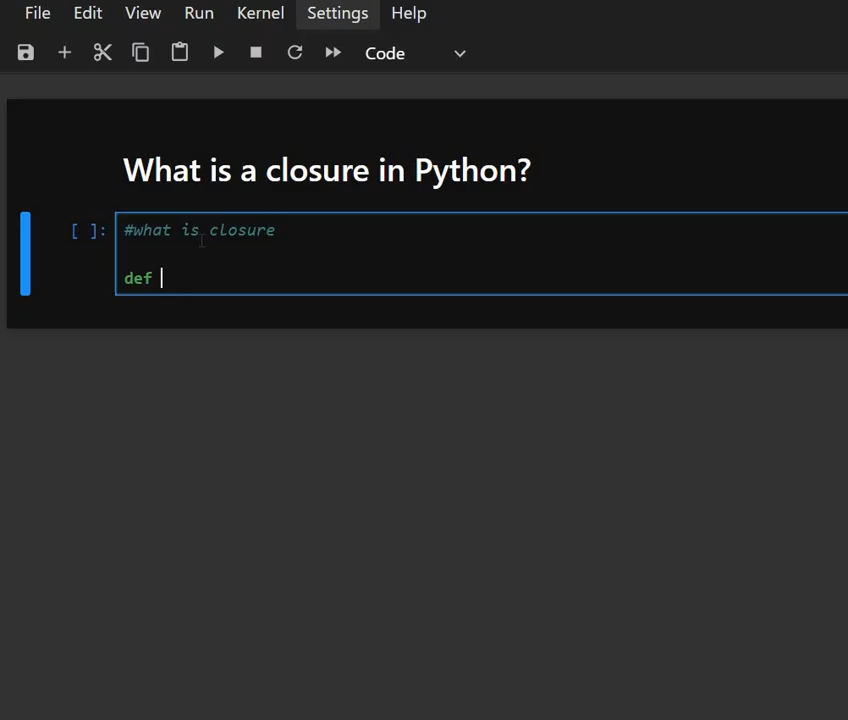 File Edit View Run Kernel Settings Help
Code
What is a closure in Python?
[ ]: #what is closure
def